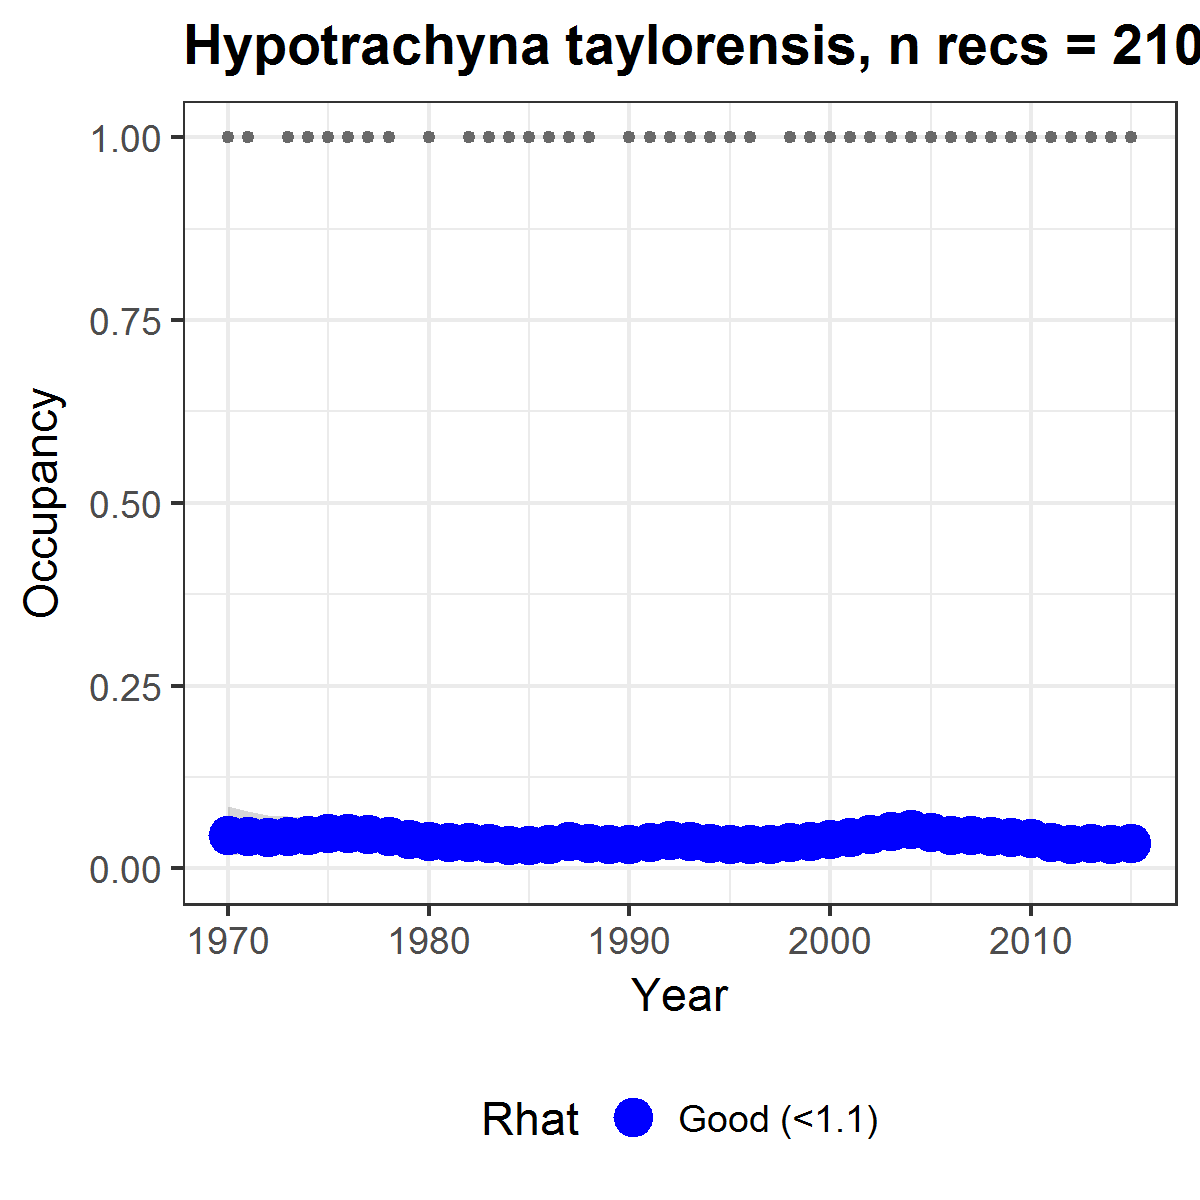 Hypotrachyna taylorensis, n recs = 210
1.00
0.75
0.50
0.25
0.00
Occupancy
1970 1980 1990 2000 2010
Year
Rhat Good (<1.1)